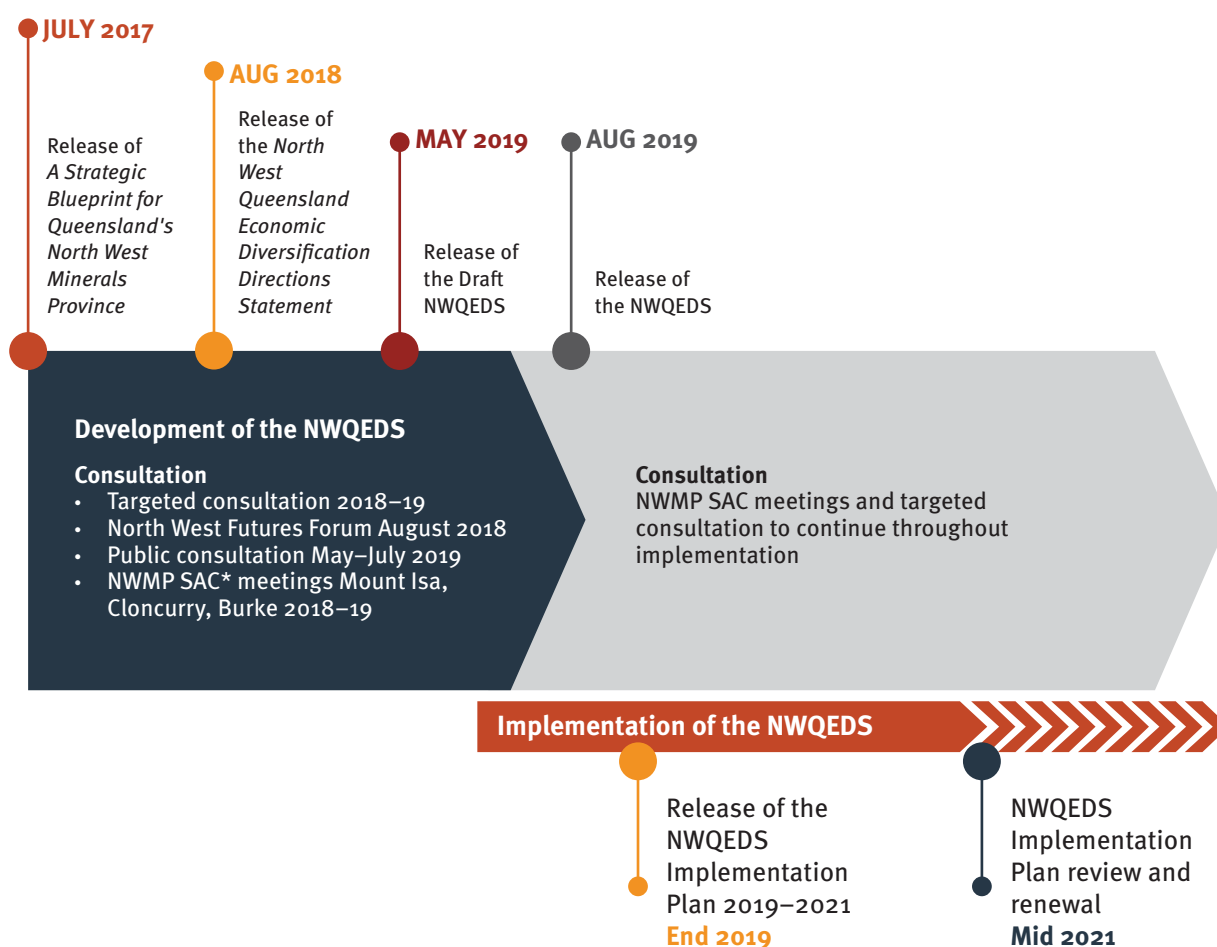 JULY 2017
Release of
A Strategic
Blueprint for
Queensland's
North West
Minerals
Province
AUG 2018
Release of
the North
West
Queensland
Economic
Diversification
Directions
Statement
MAY 2019
Release of
the Draft
NWQEDS
AUG 2019
Release of
the NWQEDS
Development of the NWQEDS
Consultation
• Targeted consultation 2018–19
• North West Futures Forum August 2018
• Public consultation May–July 2019
• NWMP SAC* meetings Mount Isa,
Cloncurry, Burke 2018–19
Consultation
NWMP SAC meetings and targeted
consultation to continue throughout
implementation
Implementation of the NWQEDS
Release of the
NWQEDS
Implementation
Plan 2019–2021
End 2019
NWQEDS
Implementation
Plan review and
renewal
Mid 2021